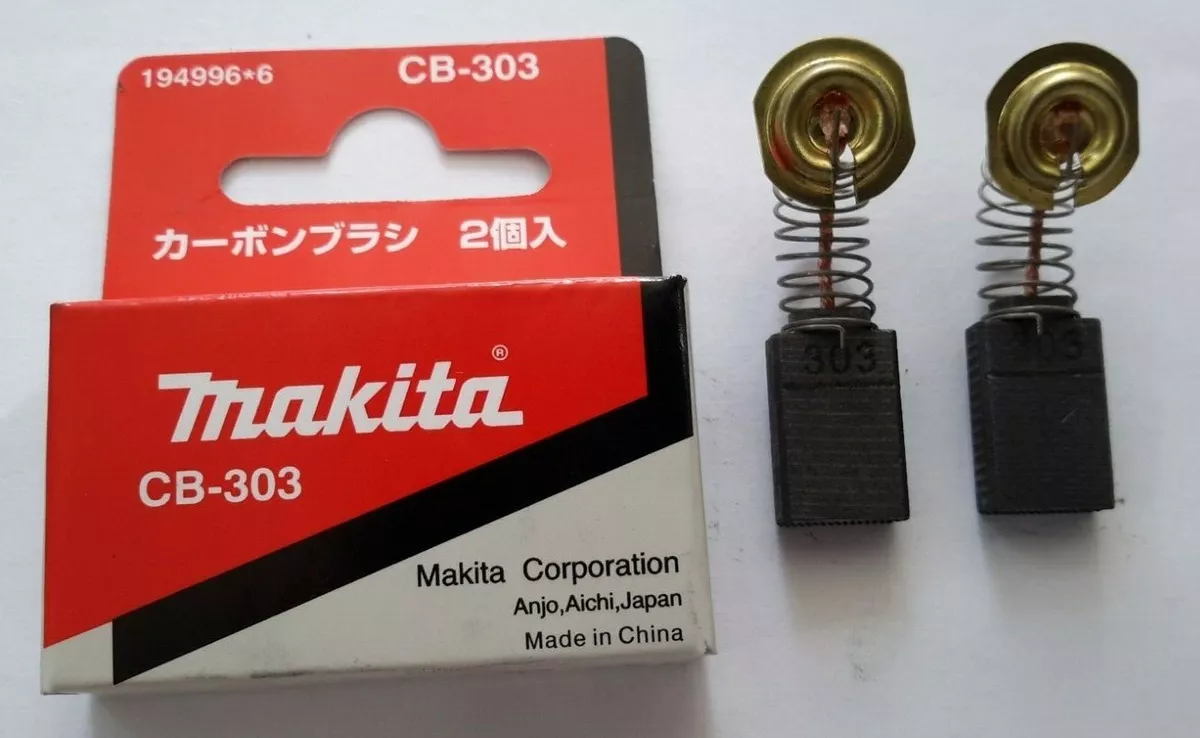 194996*6 CB-303
カーボンブラシ 2個入
makita®
CB-303
Makita Corporation
Anjo,Aichi,Japan
Made in China
303
303